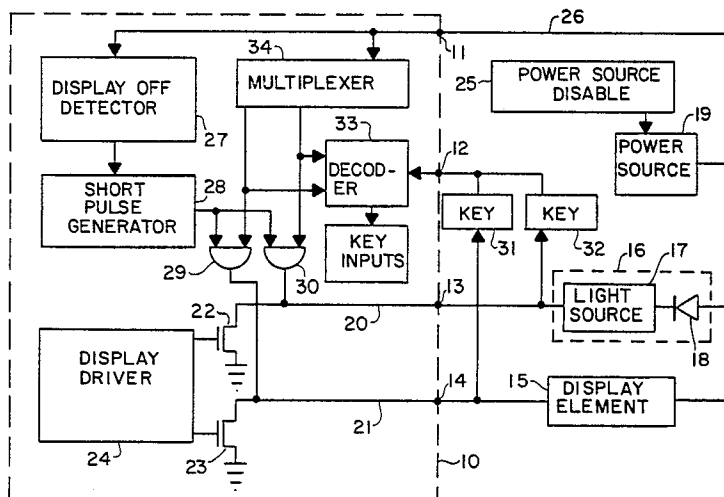 26
34
11
DISPLAY OFF
DETECTOR
27
MULTIPLEXER
25
POWER SOURCE
DISABLE
19
POWER
SOURCE
33
DECOD-
ER
12
28
SHORT
PULSE
GENERATOR
KEY
31
KEY
32
KEY
INPUTS
29
30
16
17
LIGHT
SOURCE
18
13
20
22
DISPLAY
DRIVER
24
23
14
21
15
DISPLAY
ELEMENT
10